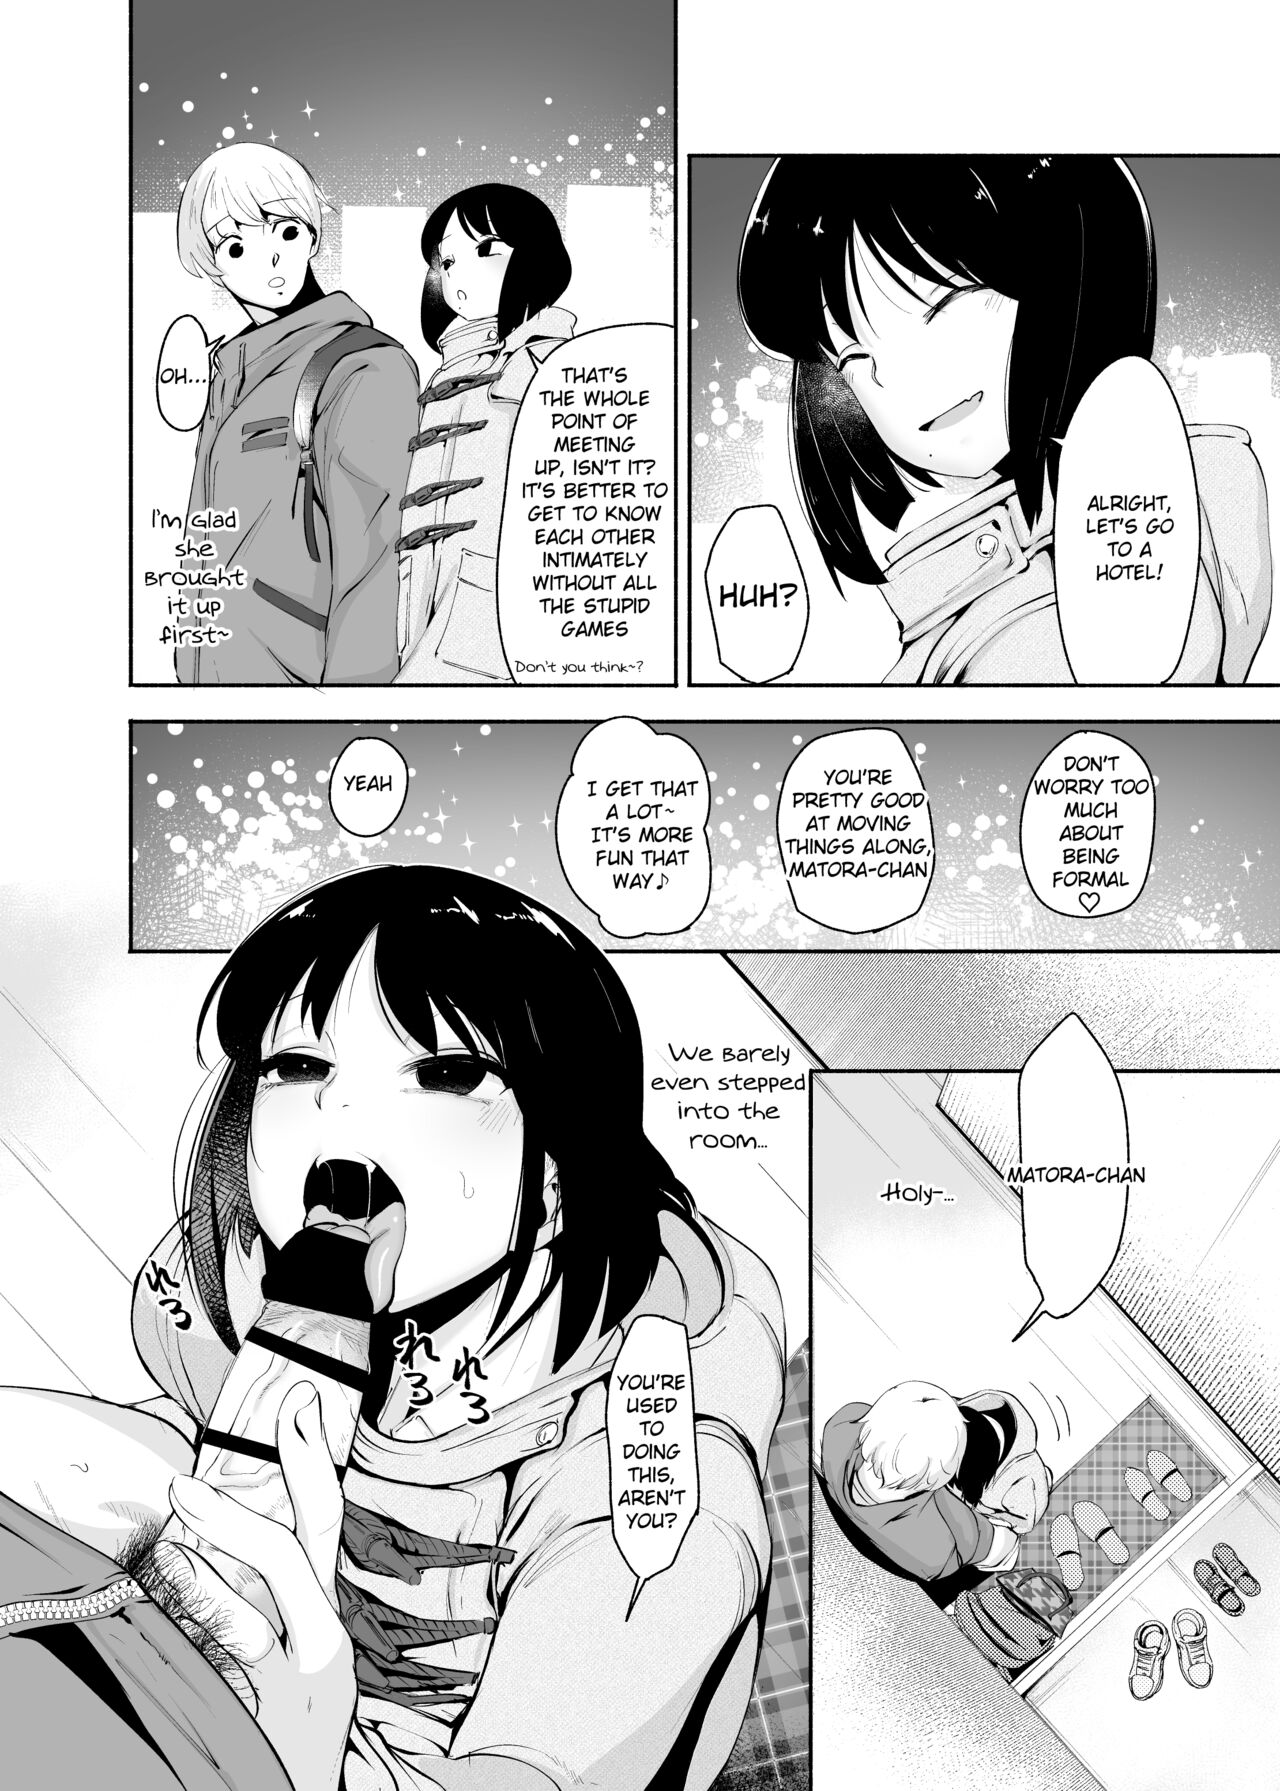 ALRIGHT,
LET'S GO
TO A
HOTEL!
HUH?
THAT'S
THE WHOLE
POINT OF
MEETING
UP, ISN'T IT?
IT'S BETTER TO
GET TO KNOW
EACH OTHER
INTIMATELY
WITHOUT ALL
THE STUPID
GAMES
Don't you think~?
OH...
I'm glad
she
brought
it up
first~
DON'T
WORRY TOO
MUCH
ABOUT
BEING
FORMAL
♡
YOU'RE
PRETTY GOOD
AT MOVING
THINGS ALONG,
MATORA-CHAN
I GET THAT
A LOT~
IT'S MORE
FUN THAT
WAY♪
YEAH
MATORA-CHAN
Holy-...
We barely
even stepped
into the
room...
YOU'RE
USED
TO
DOING
THIS,
AREN'T
YOU?
れろ
れろ
れろ